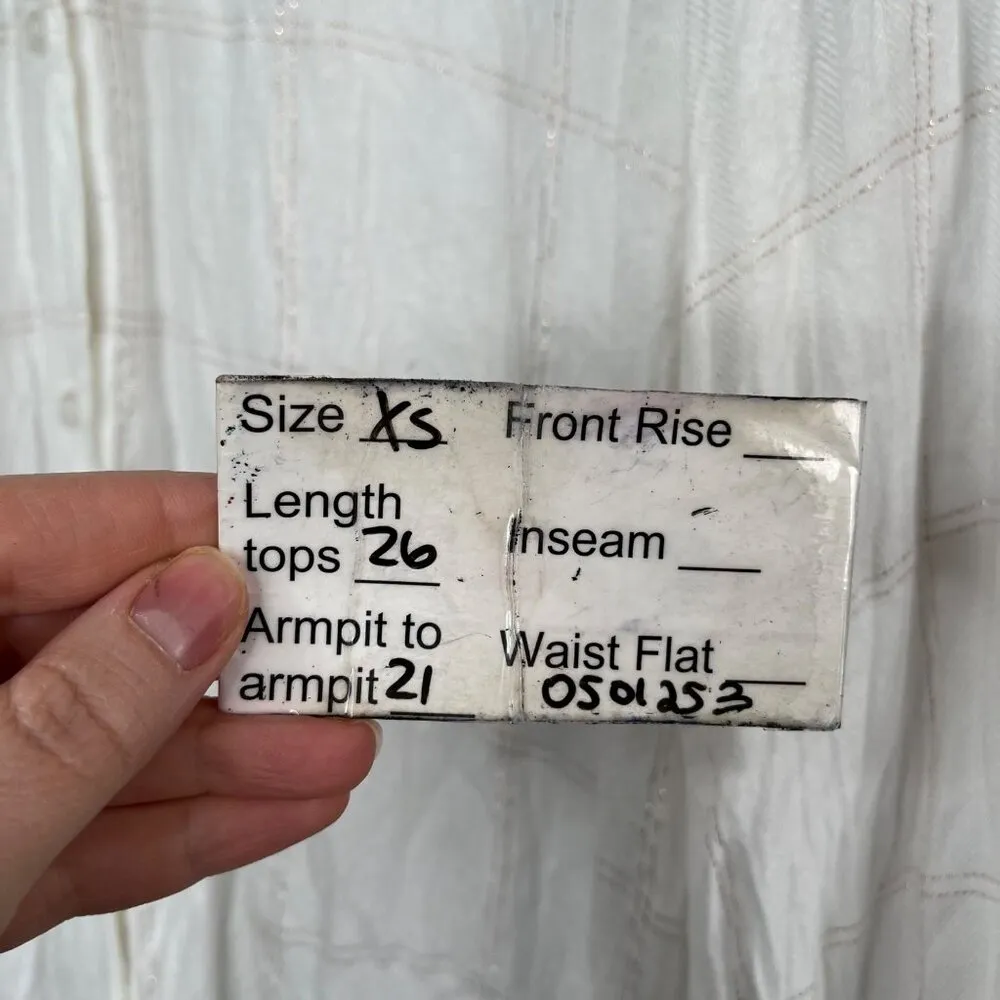 Size XS
Length
tops 26
Armpit to
armpit 21
Front Rise
Inseam
Waist Flat
0501253